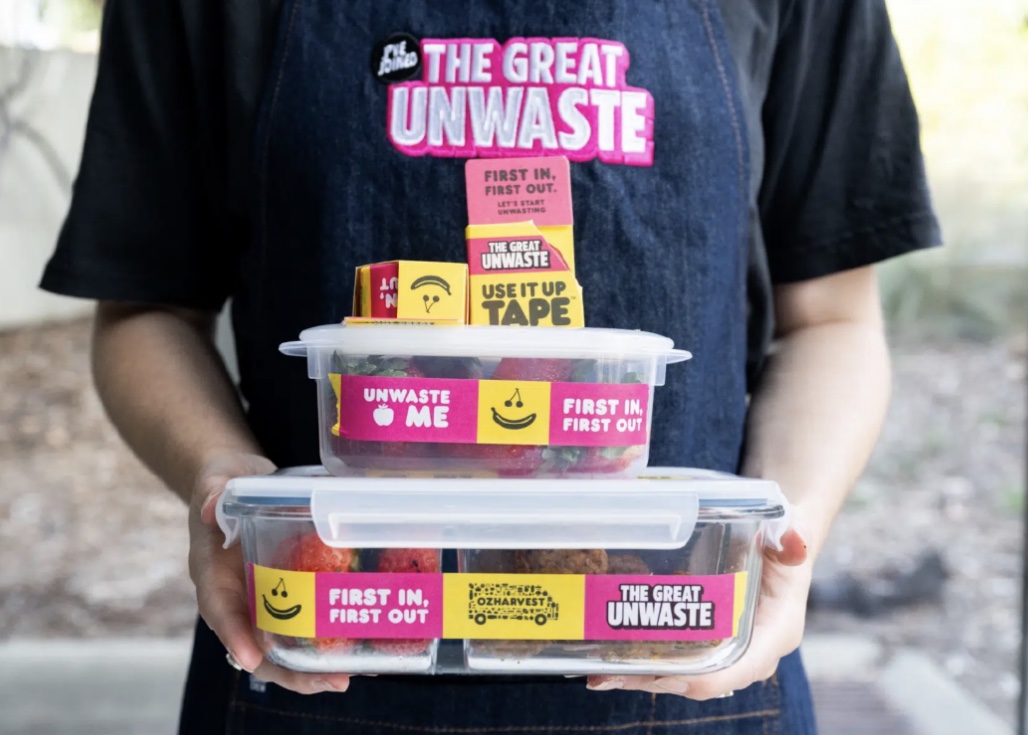 I'VE
JOINED
THE GREAT
UNWASTE
FIRST IN,
FIRST OUT.
LET'S START
UNWASTING
THE GREAT
UNWASTE
USE IT UP
TAPE
UNWASTE
ME
FIRST IN,
FIRST OUT
FIRST IN,
FIRST OUT
OZHARVEST
THE GREAT
UNWASTE